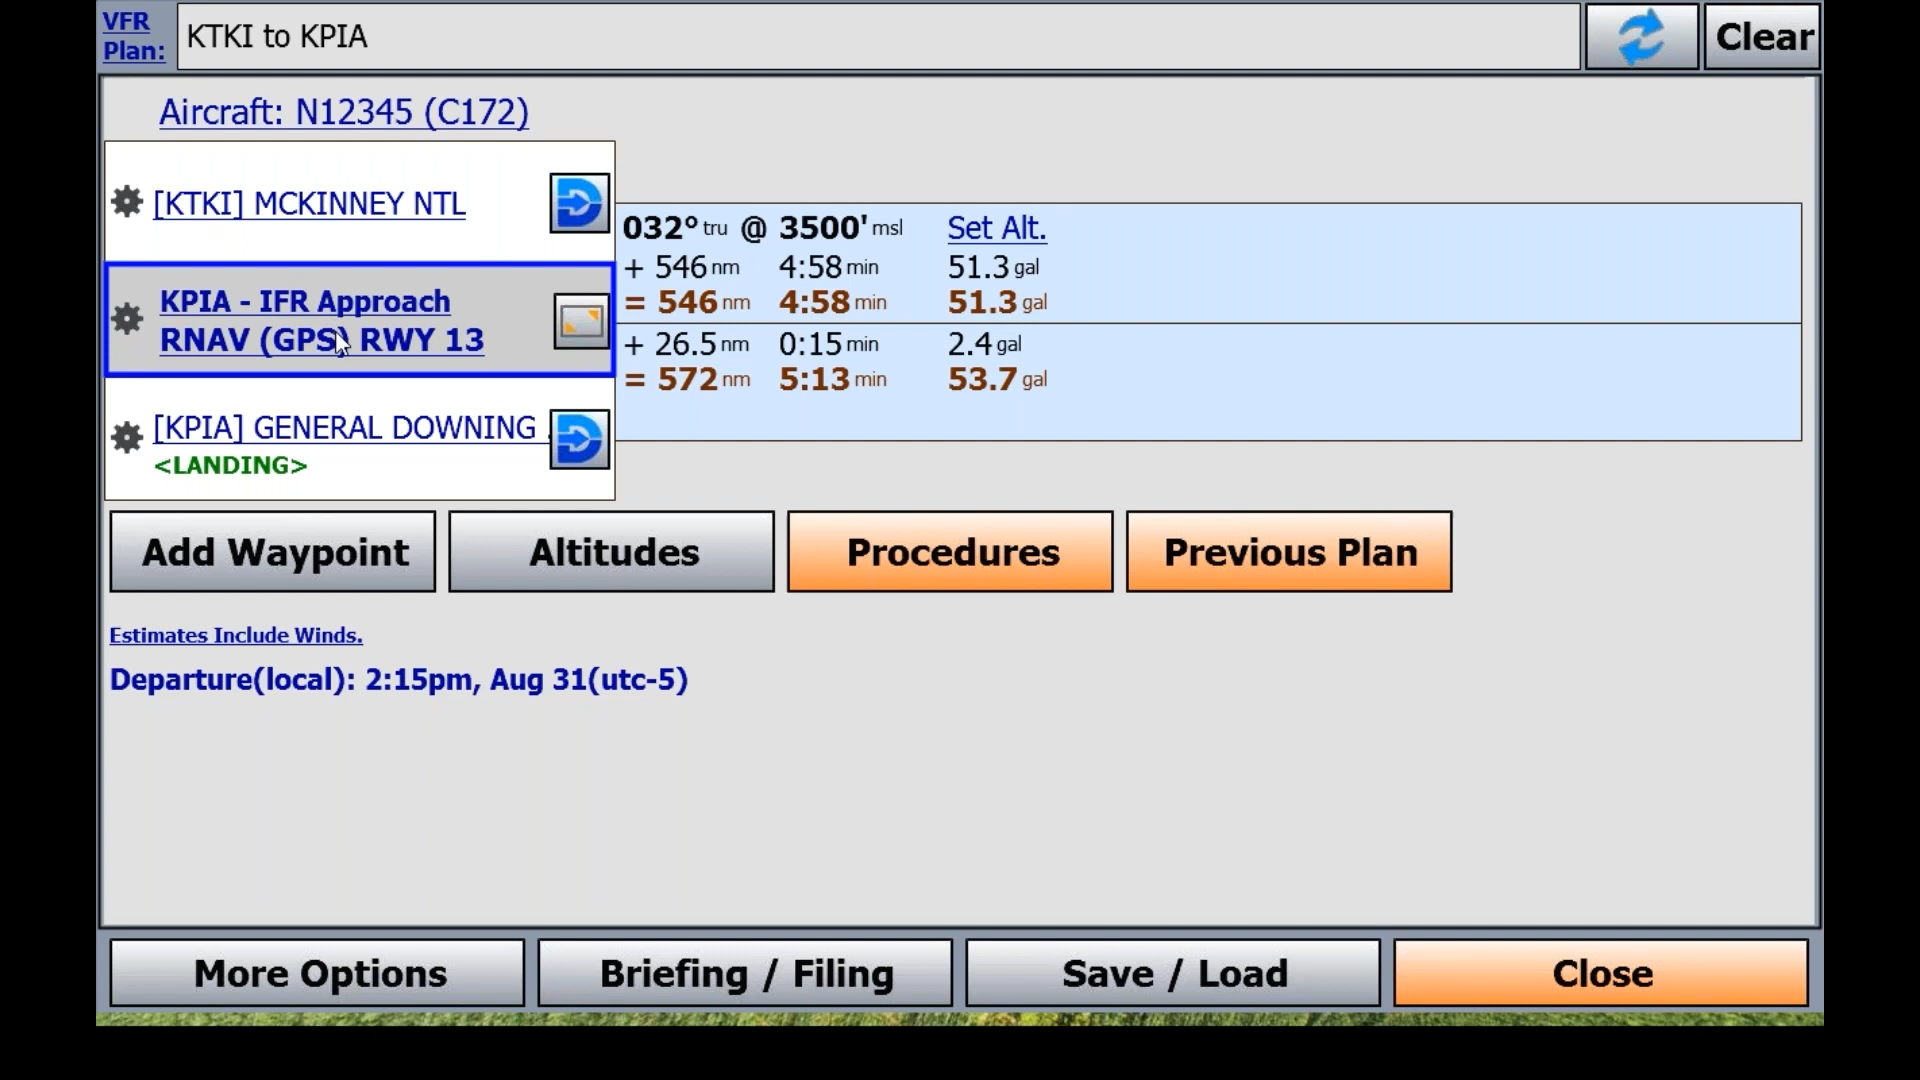 VFR
Plan:
KTKI to KPIA
Clear
Aircraft: N12345 (C172)
[KTKI] MCKINNEY NTL
032° tru @ 3500' msl Set Alt.
+ 546 nm 4:58 min 51.3 gal
= 546 nm 4:58 min 51.3 gal
KPIA - IFR Approach
RNAV (GPS) RWY 13
+ 26.5 nm 0:15 min 2.4 gal
= 572 nm 5:13 min 53.7 gal
[KPIA] GENERAL DOWNING .
<LANDING>
Add Waypoint
Altitudes
Procedures
Previous Plan
Estimates Include Winds.
Departure(local): 2:15pm, Aug 31(utc-5)
More Options
Briefing / Filing
Save / Load
Close